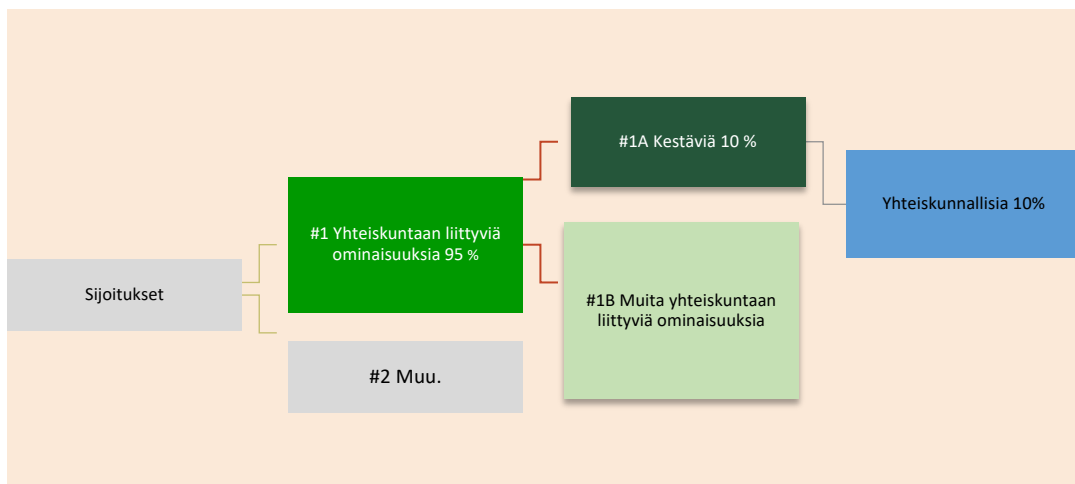 Sijoitukset
#1 Yhteiskuntaan liittyviä
ominaisuuksia 95 %
#2 Muu.
#1A Kestäviä 10 %
#1B Muita yhteiskuntaan
liittyviä ominaisuuksia
Yhteiskunnallisia 10%